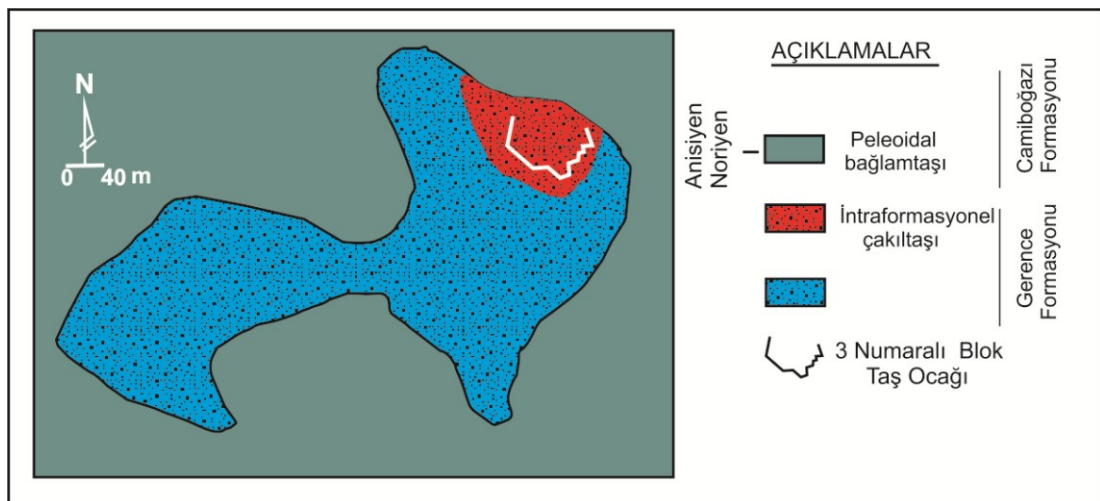 N
0 40 m
AÇIKLAMALAR
Anisiyen
Noriyen
Peleoidal
bağlamtaşı
Camiboğazı
Formasyonu
İntraformasyonel
çakıltaşı
Gerence
Formasyonu
3 Numaralı Blok
Taş Ocağı